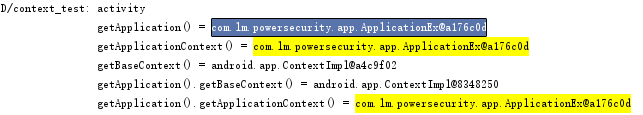 D/context_test: activity
getApplication() = com.lm.powersecurity.app.ApplicationEx@a176c0d
getApplicationContext() = com.lm.powersecurity.app.ApplicationEx@a176c0d
getBaseContext() = android.app.ContextImpl@a4c9f02
getApplication().getBaseContext() = android.app.ContextImpl@8348250
getApplication().getApplicationContext() = com.lm.powersecurity.app.ApplicationEx@a176c0d